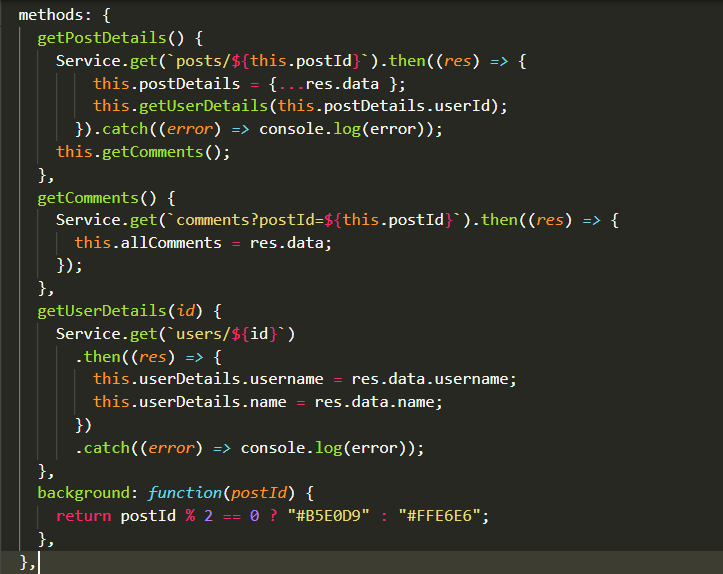 methods: {
getPostDetails() {
Service.get(`posts/${this.postId}`).then((res) => {
this.postDetails = {...res.data };
this.getUserDetails(this.postDetails.userId);
}).catch((error) => console.log(error));
this.getComments();
},
getComments() {
Service.get(`comments?postId=${this.postId}`).then((res) => {
this.allComments = res.data;
});
},
getUserDetails(id) {
Service.get(`users/${id}`)
.then((res) => {
this.userDetails.username = res.data.username;
this.userDetails.name = res.data.name;
})
.catch((error) => console.log(error));
},
background: function(postId) {
return postId % 2 == 0 ? "#B5E0D9" : "#FFE6E6";
},
},